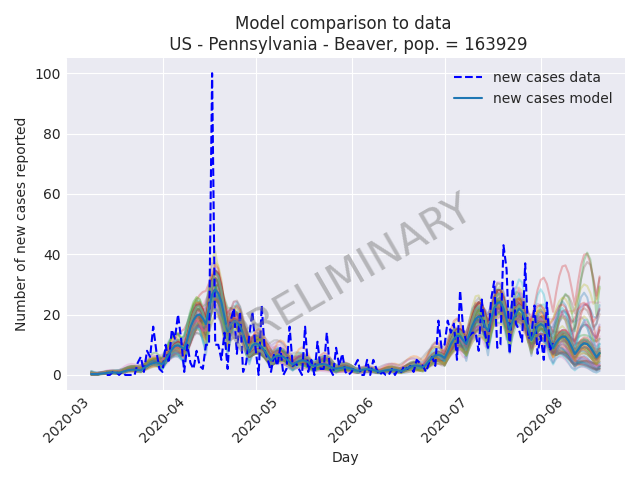 Model comparison to data
US - Pennsylvania - Beaver, pop. = 163929
new cases data
new cases model
PRELIMINARY
Number of new cases reported
100
80
60
40
20
0
2020-03
2020-04
2020-05
2020-06
2020-07
2020-08
Day